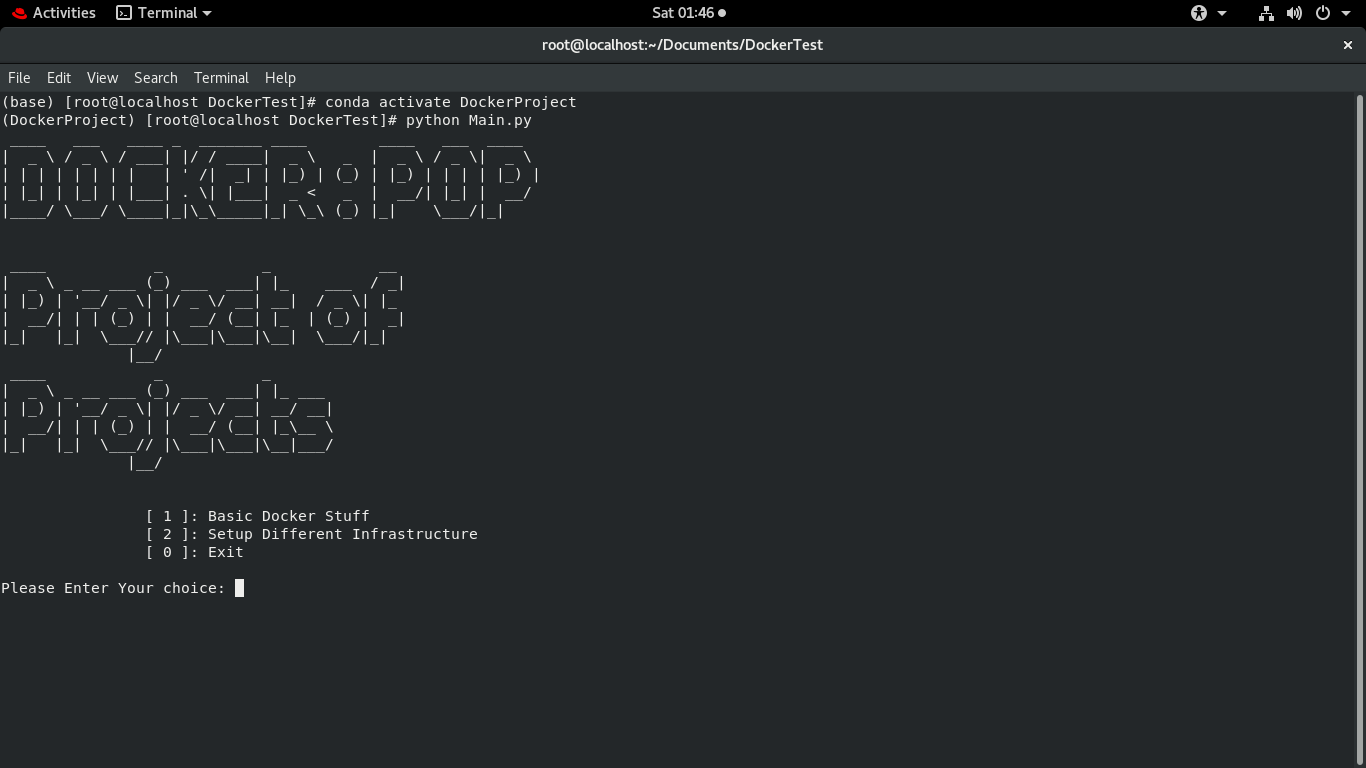 Activities Terminal Sat 01:46
root@localhost:~/Documents/DockerTest
File Edit View Search Terminal Help
(base) [root@localhost DockerTest]# conda activate DockerProject
(DockerProject) [root@localhost DockerTest]# python Main.py
DOCKER:POP
Project of
Projects
[ 1 ]: Basic Docker Stuff
[ 2 ]: Setup Different Infrastructure
[ 0 ]: Exit
Please Enter Your choice: